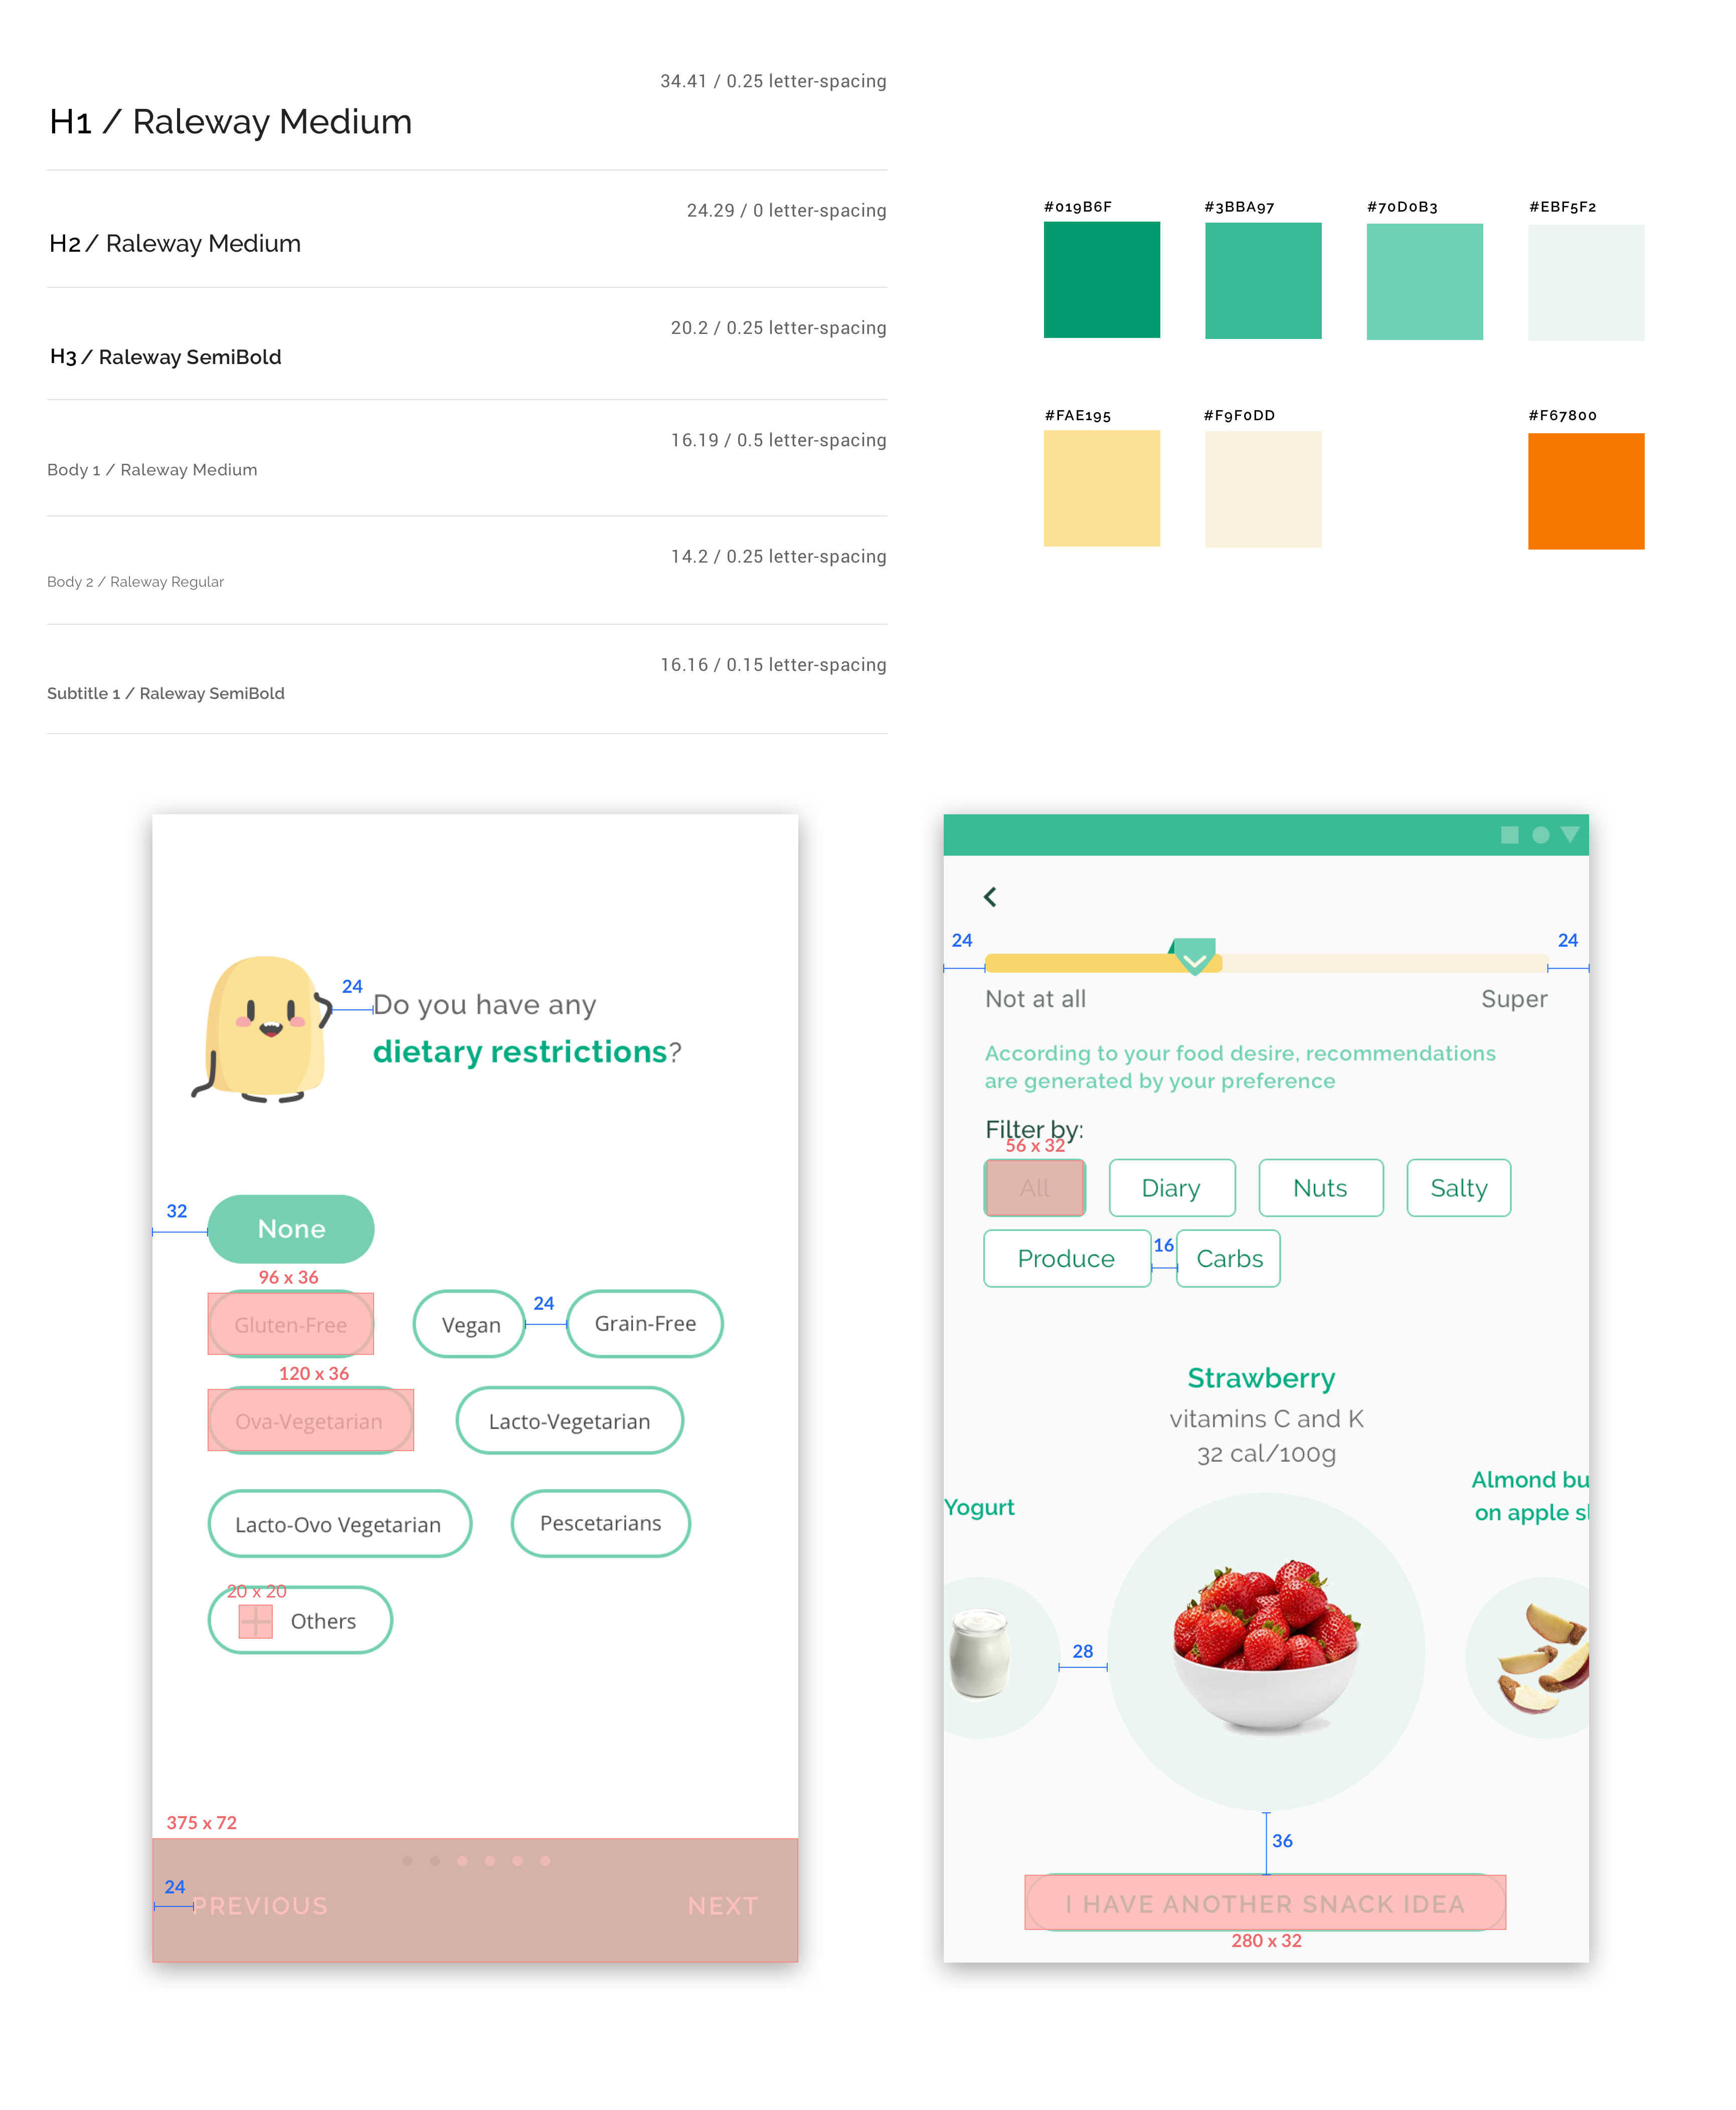 34.41 / 0.25 letter-spacing
H1 / Raleway Medium
24.29 / 0 letter-spacing
H2 / Raleway Medium
20.2 / 0.25 letter-spacing
H3 / Raleway SemiBold
16.19 / 0.5 letter-spacing
Body 1 / Raleway Medium
14.2 / 0.25 letter-spacing
Body 2 / Raleway Regular
16.16 / 0.15 letter-spacing
Subtitle 1 / Raleway SemiBold
#019B6F #3BBA97 #70D0B3 #EBF5F2
#FAE195 #F9F0DD #F67800
24
Do you have any
dietary restrictions?
32
None
96 x 36
Gluten-Free Vegan 24 Grain-Free
120 x 36
Ova-Vegetarian Lacto-Vegetarian
Lacto-Ovo Vegetarian Pescetarians
20 x 20
Others
375 x 72
24
PREVIOUS NEXT
24 24
Not at all Super
According to your food desire, recommendations
are generated by your preference
Filter by:
56 x 32
All Diary Nuts Salty
Produce 16 Carbs
Strawberry
vitamins C and K
32 cal/100g
Yogurt
Almond bu
on apple sl
28
36
I HAVE ANOTHER SNACK IDEA
280 x 32